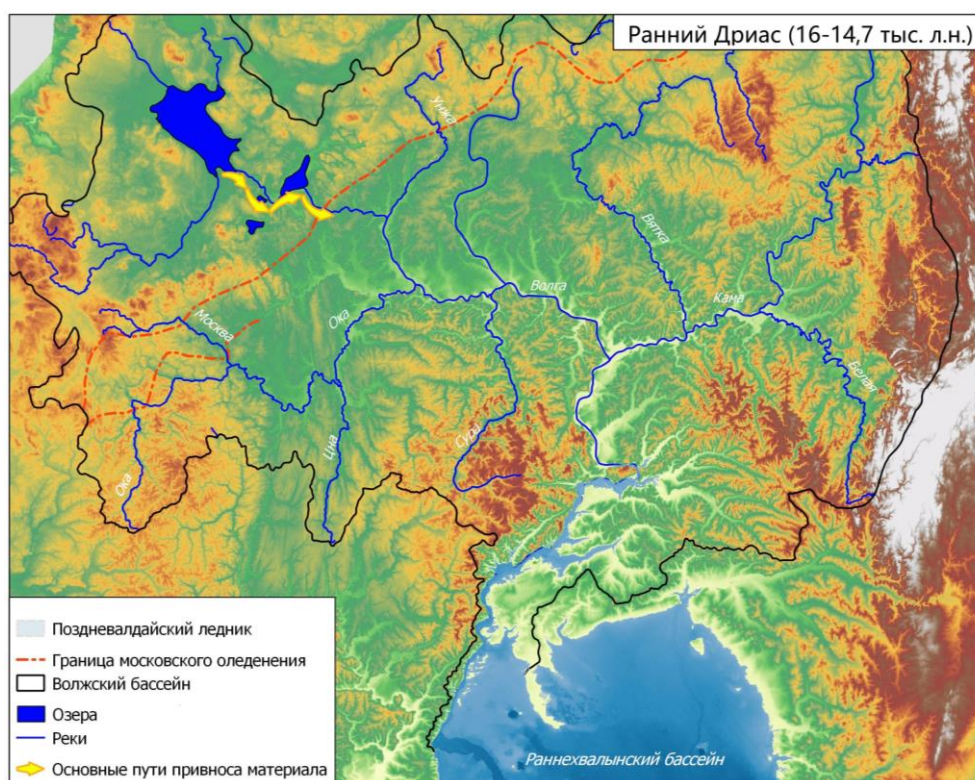 Ранний Дриас (16-14,7 тыс. л.н.)
Унжа
Вятка
Волга
Кама
Москва
Ока
Белая
Сура
Цна
Ока
Поздневалдайский ледник
Граница московского оледенения
Волжский бассейн
Озера
Реки
Основные пути привноса материала
Раннехвалынский бассейн